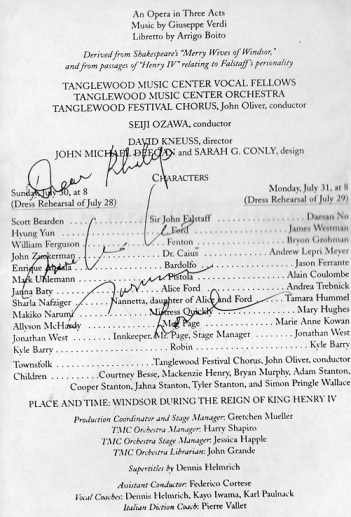 An Opera in Three Acts
Music by Giuseppe Verdi
Libretto by Arrigo Boito
Derived from Shakespeare's "Merry Wives of Windsor,"
and from passages of "Henry IV" relating to Falstaff's personality
TANGLEWOOD MUSIC CENTER VOCAL FELLOWS
TANGLEWOOD MUSIC CENTER ORCHESTRA
TANGLEWOOD FESTIVAL CHORUS, John Oliver, conductor
SEIJI OZAWA, conductor
DAVID KNEUSS, director
JOHN MICHAEL DEEGAN and SARAH G. CONLY, design
Dear
CHARACTERS
Sunday, July 30, at 8 Monday, July 31, at 8
(Dress Rehearsal of July 28) (Dress Rehearsal of July 29)
Scott Bearden Sir John Falstaff Daesan No
Hyung Yun Ford James Westman
William Ferguson Fenton Bryon Grohman
John Zuckerman Dr. Caius Andrew Lepri Meyer
Enrique Bardolfo Jason Ferrante
Mark Uhlemann Pistola Alain Coulombe
Janna Baty Alice Ford Andrea Trebnick
Sharla Nafziger Nannetta, daughter of Alice and Ford Tamara Hummel
Makiko Narumi Mistress Quickly Mary Hughes
Allyson McHardy Meg Page Marie Anne Kowan
Jonathan West Innkeeper, Mr. Page, Stage Manager Jonathan West
Kyle Barry Robin Kyle Barry
Townsfolk Tanglewood Festival Chorus, John Oliver, conductor
Children Courtney Besse, Mackenzie Henry, Bryan Murphy, Adam Stanton,
Cooper Stanton, Jahna Stanton, Tyler Stanton, and Simon Pringle Wallace
PLACE AND TIME: WINDSOR DURING THE REIGN OF KING HENRY IV
Production Coordinator and Stage Manager: Gretchen Mueller
TMC Orchestra Manager: Harry Shapiro
TMC Orchestra Stage Manager: Jessica Happle
TMC Orchestra Librarian: John Grande
Supertitles by Dennis Helmrich
Assistant Conductor: Federico Cortese
Vocal Coaches: Dennis Helmrich, Kayo Iwama, Karl Paulnack
Italian Diction Coach: Pierre Vallet